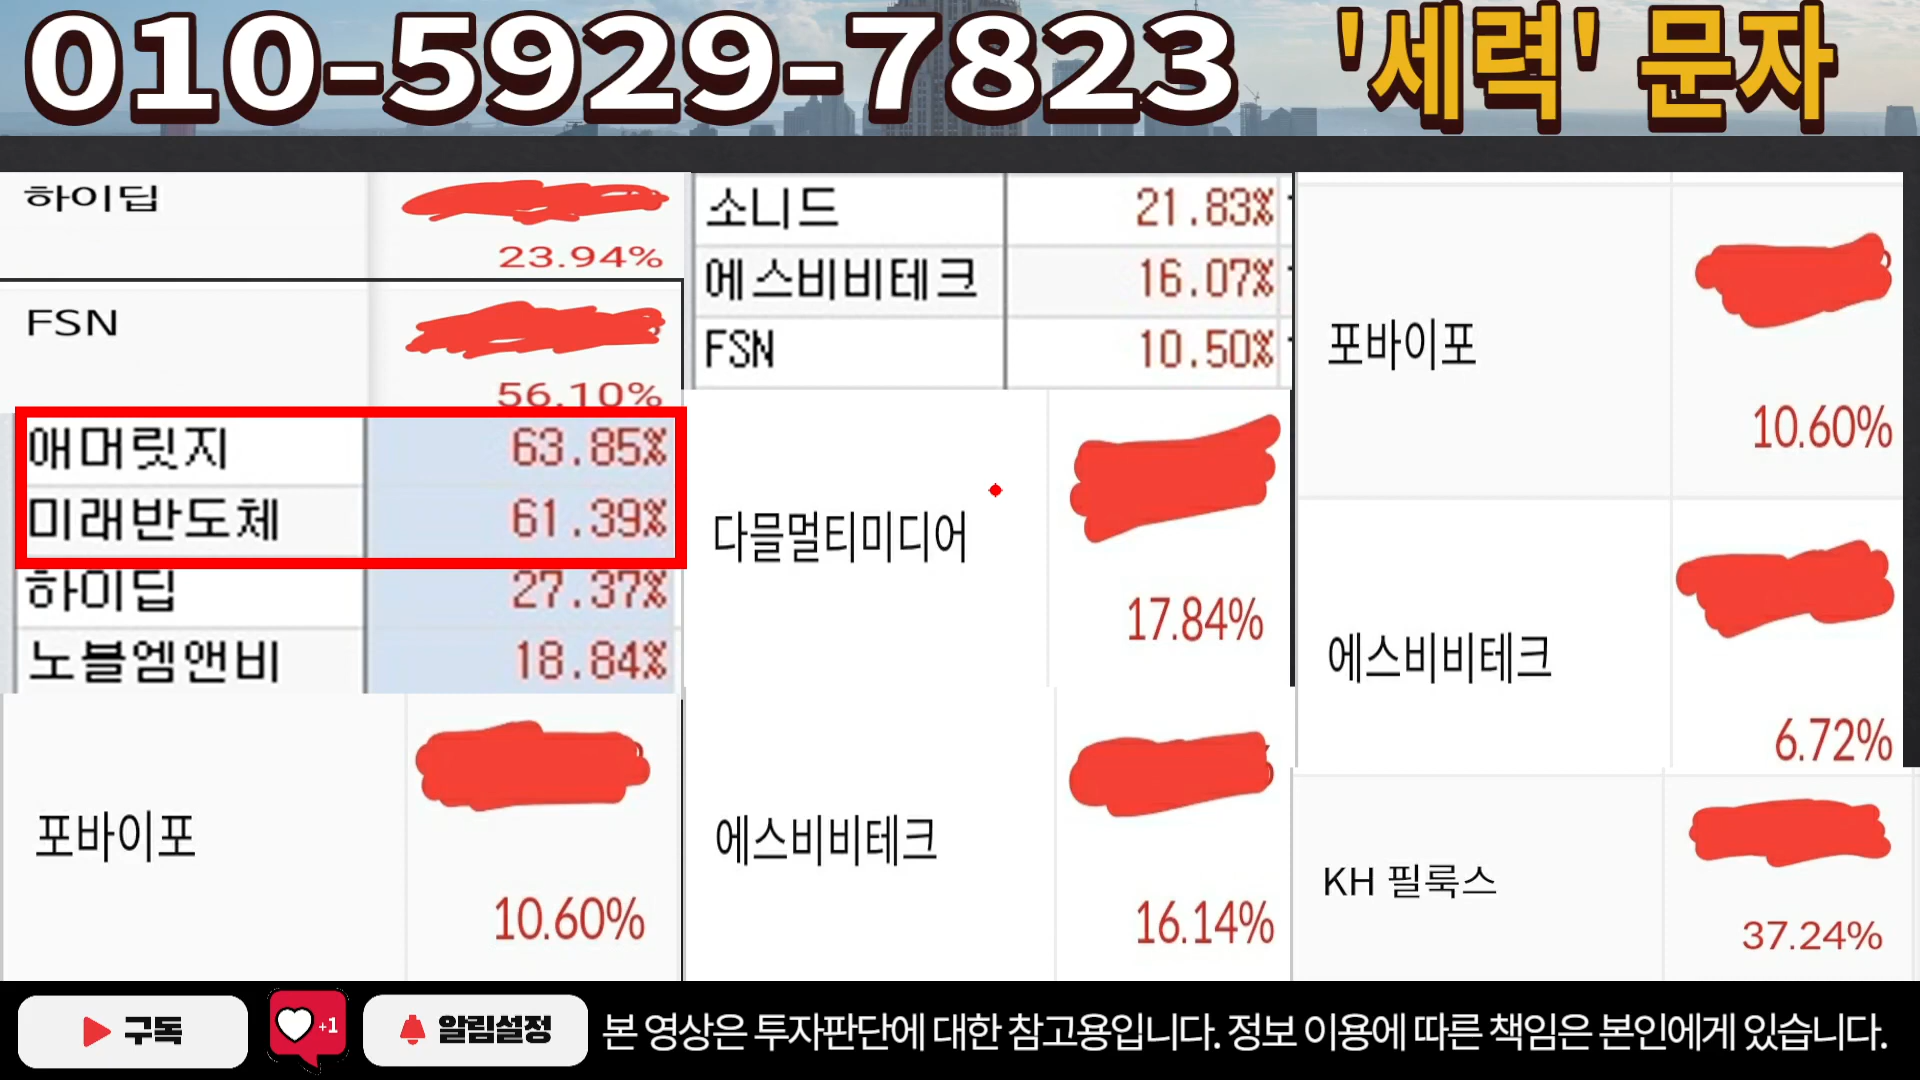 010-5929-7823 '세력' 문자
하이딥
23.94%
FSN
56.10%
애머릿지 63.85%
미래반도체 61.39%
하이딥 27.37%
노블엠앤비 18.84%
포바이포
10.60%
소니드 21.83%
에스비비테크 16.07%
FSN 10.50%
다믈멀티미디어
17.84%
에스비비테크
16.14%
포바이포
10.60%
에스비비테크
6.72%
KH 필룩스
37.24%
구독 +1 알림설정 본 영상은 투자판단에 대한 참고용입니다. 정보 이용에 따른 책임은 본인에게 있습니다.